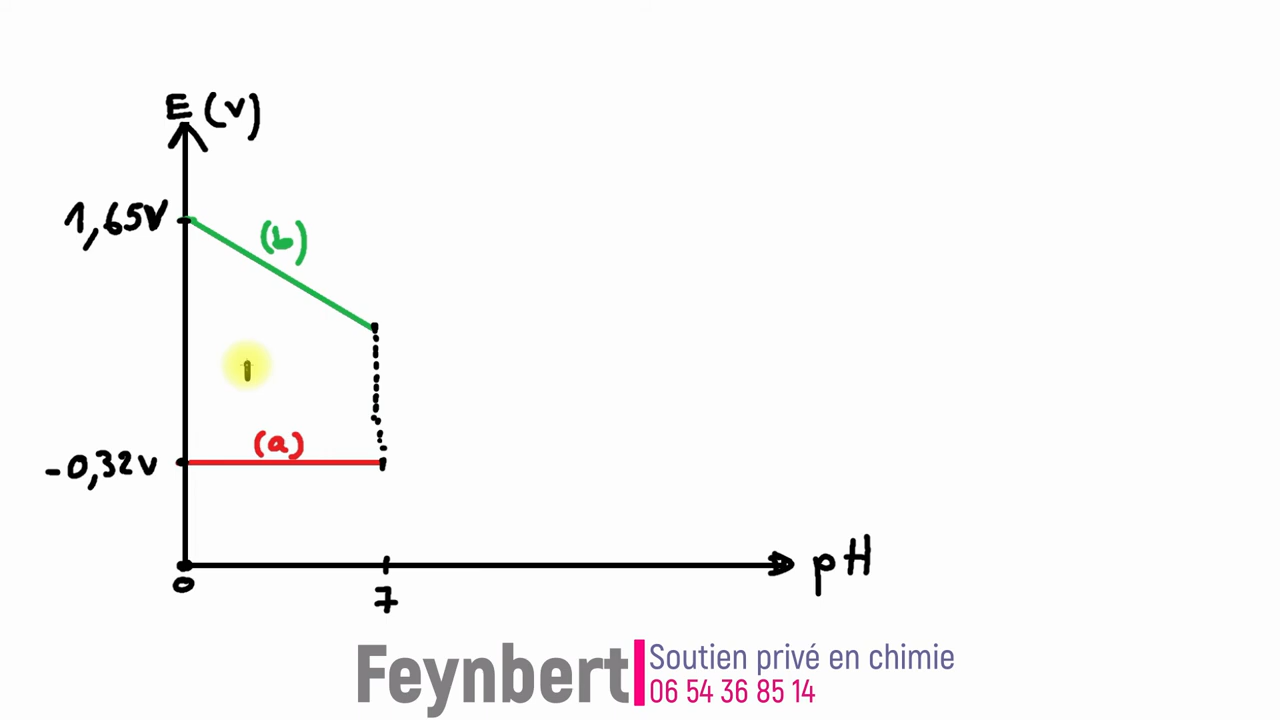 E (V)
1,65V
(b)
(a)
-0,32V
0
7
pH
Feynbert
Soutien privé en chimie
06 54 36 85 14